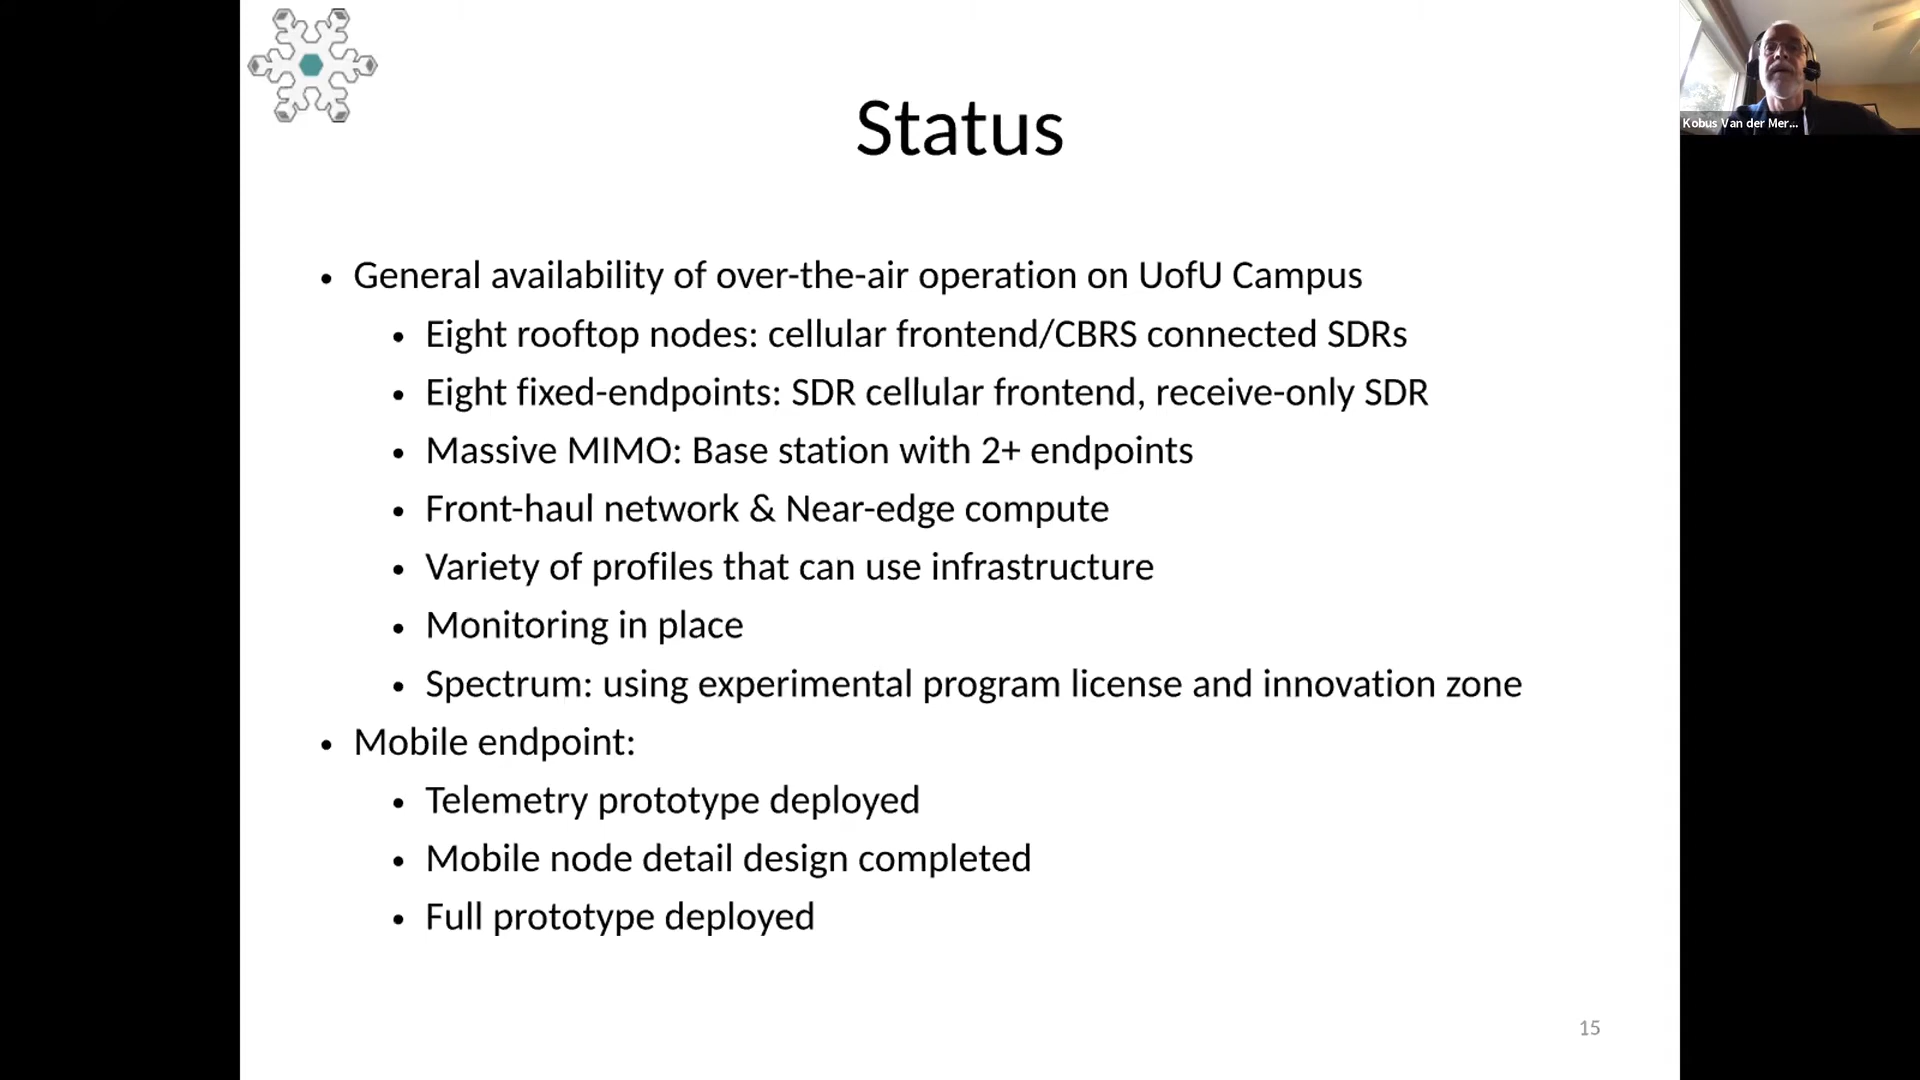 Status
Kobus Van der Mer...
• General availability of over-the-air operation on UofU Campus
• Eight rooftop nodes: cellular frontend/CBRS connected SDRs
• Eight fixed-endpoints: SDR cellular frontend, receive-only SDR
• Massive MIMO: Base station with 2+ endpoints
• Front-haul network & Near-edge compute
• Variety of profiles that can use infrastructure
• Monitoring in place
• Spectrum: using experimental program license and innovation zone
• Mobile endpoint:
• Telemetry prototype deployed
• Mobile node detail design completed
• Full prototype deployed
15